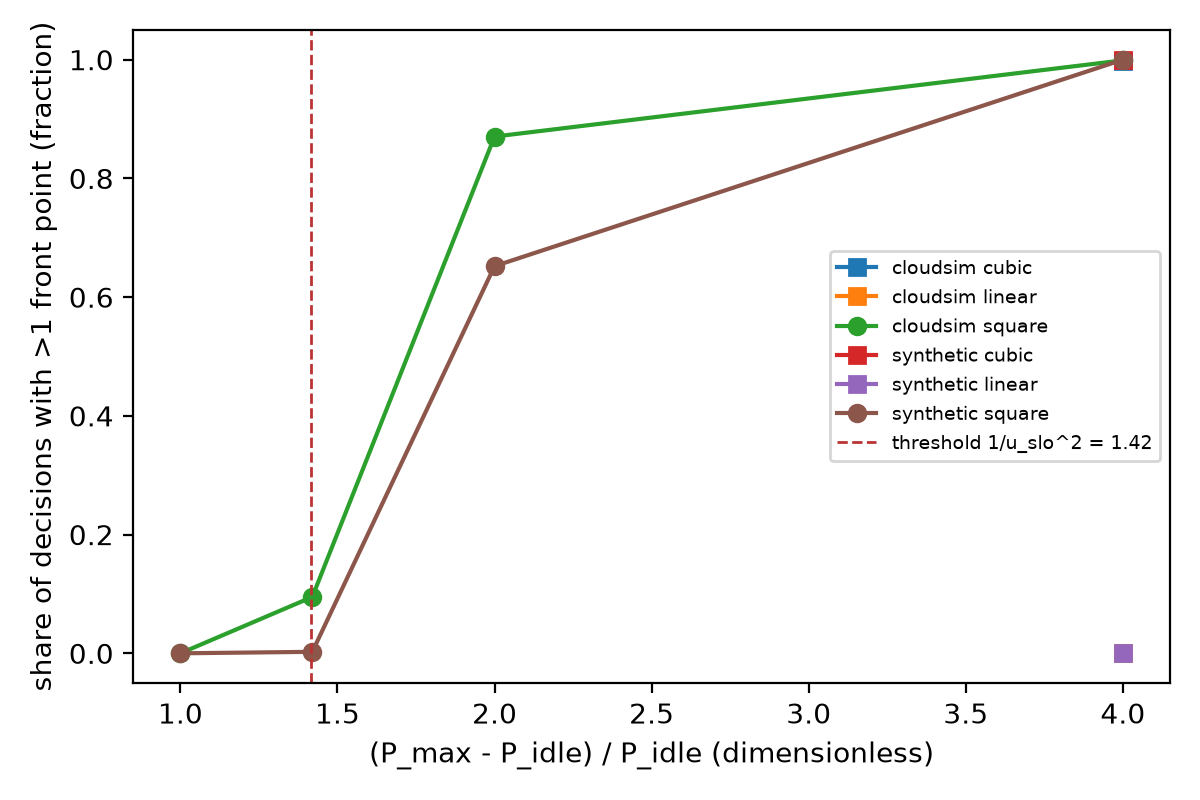 share of decisions with >1 front point (fraction)
1.0
0.8
0.6
0.4
0.2
0.0
cloudsim cubic
cloudsim linear
cloudsim square
synthetic cubic
synthetic linear
synthetic square
threshold 1/u_slo^2 = 1.42
1.0 1.5 2.0 2.5 3.0 3.5 4.0
(P_max - P_idle) / P_idle (dimensionless)